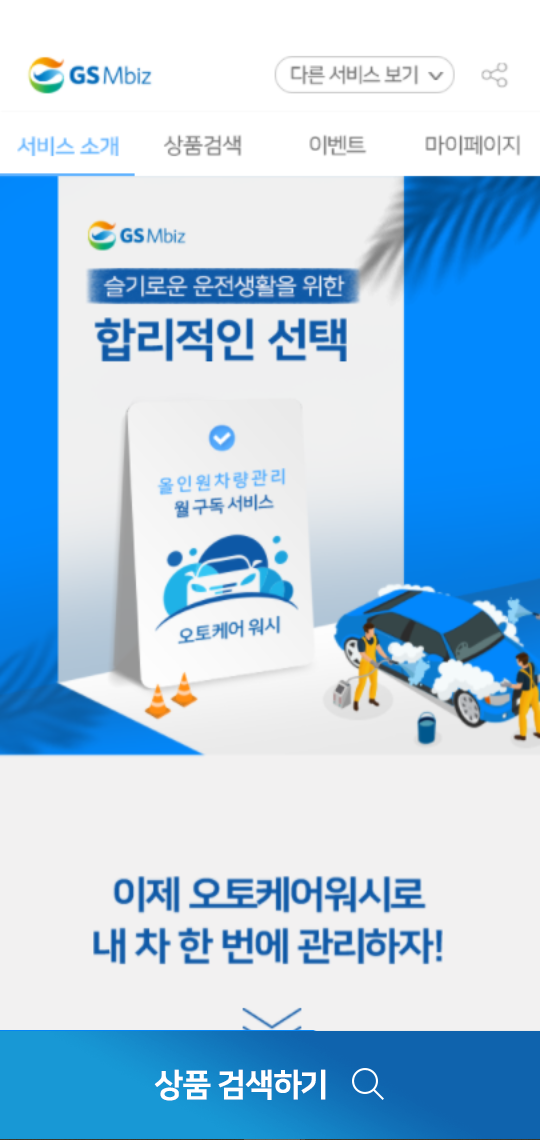 GS Mbiz
다른 서비스 보기
서비스 소개 상품검색 이벤트 마이페이지
GS Mbiz
슬기로운 운전생활을 위한
합리적인 선택
올인원차량관리
월 구독 서비스
오토케어 워시
이제 오토케어워시로
내 차 한 번에 관리하자!
상품 검색하기